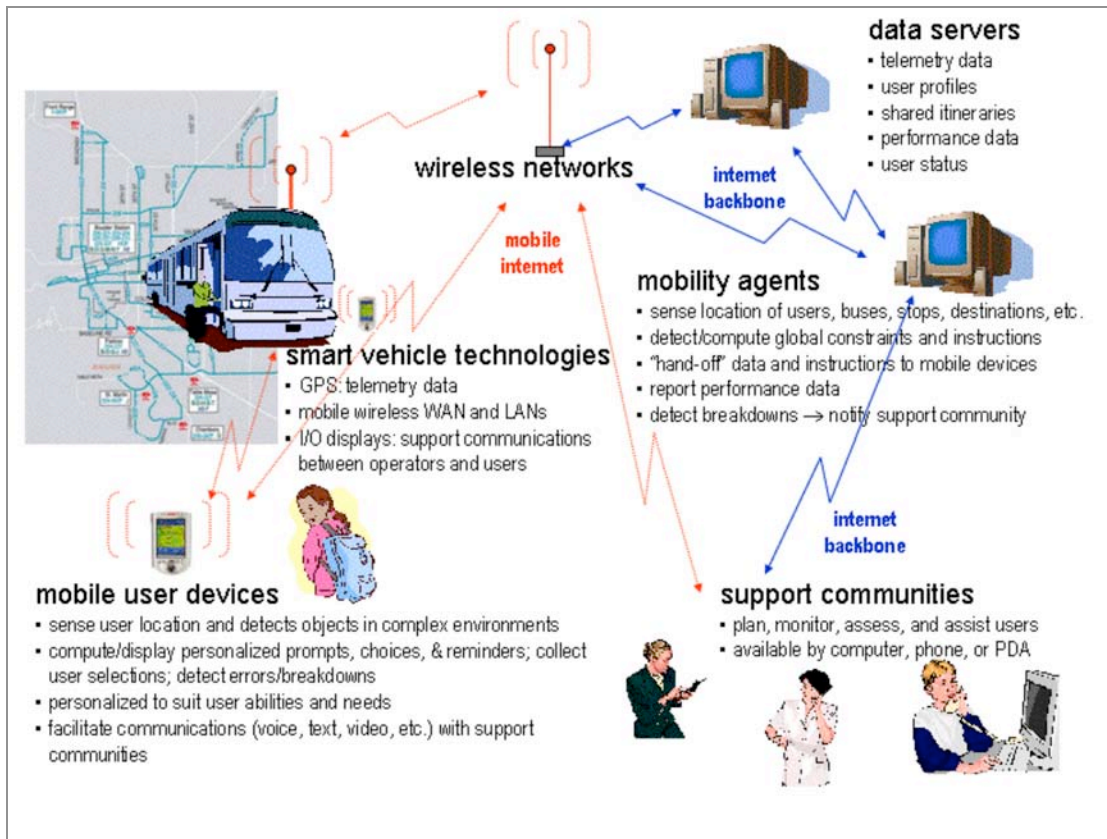 data servers
▪ telemetry data
▪ user profiles
▪ shared itineraries
▪ performance data
▪ user status
wireless networks
internet
backbone
mobile
internet
mobility agents
▪ sense location of users, buses, stops, destinations, etc.
▪ detect/compute global constraints and instructions
▪ “hand-off” data and instructions to mobile devices
▪ report performance data
▪ detect breakdowns → notify support community
smart vehicle technologies
▪ GPS: telemetry data
▪ mobile wireless WAN and LANs
▪ I/O displays: support communications
between operators and users
internet
backbone
mobile user devices
▪ sense user location and detects objects in complex environments
▪ compute/display personalized prompts, choices, & reminders; collect
user selections; detect errors/breakdowns
▪ personalized to suit user abilities and needs
▪ facilitate communications (voice, text, video, etc.) with support
communities
support communities
▪ plan, monitor, assess, and assist users
▪ available by computer, phone, or PDA